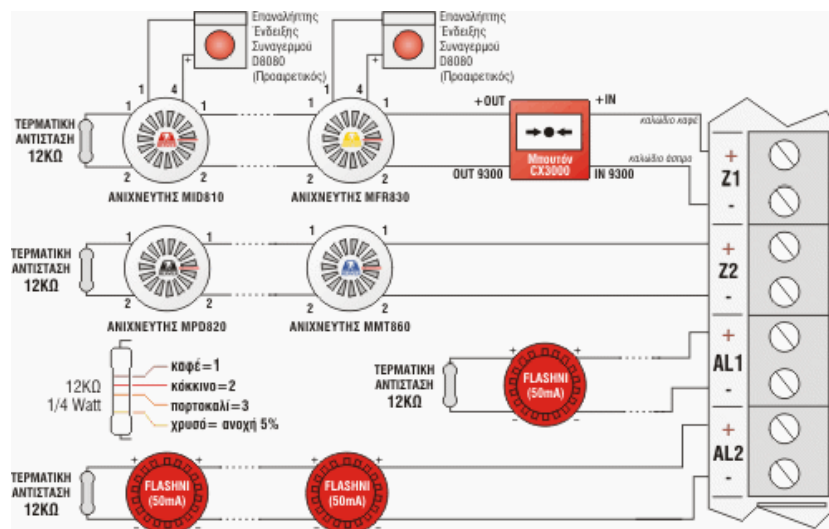 Επαναλήπτης
Ένδειξης
Συναγερμού
D8080
(Προαιρετικός)
Επαναλήπτης
Ένδειξης
Συναγερμού
D8080
(Προαιρετικός)
+
+
1
4
1
4
1
1
1
1
+OUT
+IN
ΤΕΡΜΑΤΙΚΗ
ΑΝΤΙΣΤΑΣΗ
12ΚΩ
καλώδιο καφέ
καλώδιο άσπρο
Μπουτόν
CX3000
2
2
2
2
OUT 9300
IN 9300
ΑΝΙΧΝΕΥΤΗΣ MID810
ΑΝΙΧΝΕΥΤΗΣ MFR830
+
Z1
-
1
1
1
1
ΤΕΡΜΑΤΙΚΗ
ΑΝΤΙΣΤΑΣΗ
12ΚΩ
2
2
2
2
ΑΝΙΧΝΕΥΤΗΣ MPD820
ΑΝΙΧΝΕΥΤΗΣ MMT860
+
Z2
-
12ΚΩ
1/4 Watt
καφέ=1
κόκκινο=2
πορτοκαλί=3
χρυσό= ανοχή 5%
ΤΕΡΜΑΤΙΚΗ
ΑΝΤΙΣΤΑΣΗ
12ΚΩ
+
+
FLASHNI
(50mA)
-
-
+
AL1
-
ΤΕΡΜΑΤΙΚΗ
ΑΝΤΙΣΤΑΣΗ
12ΚΩ
+
+
FLASHNI
(50mA)
-
-
+
+
FLASHNI
(50mA)
-
-
+
AL2
-